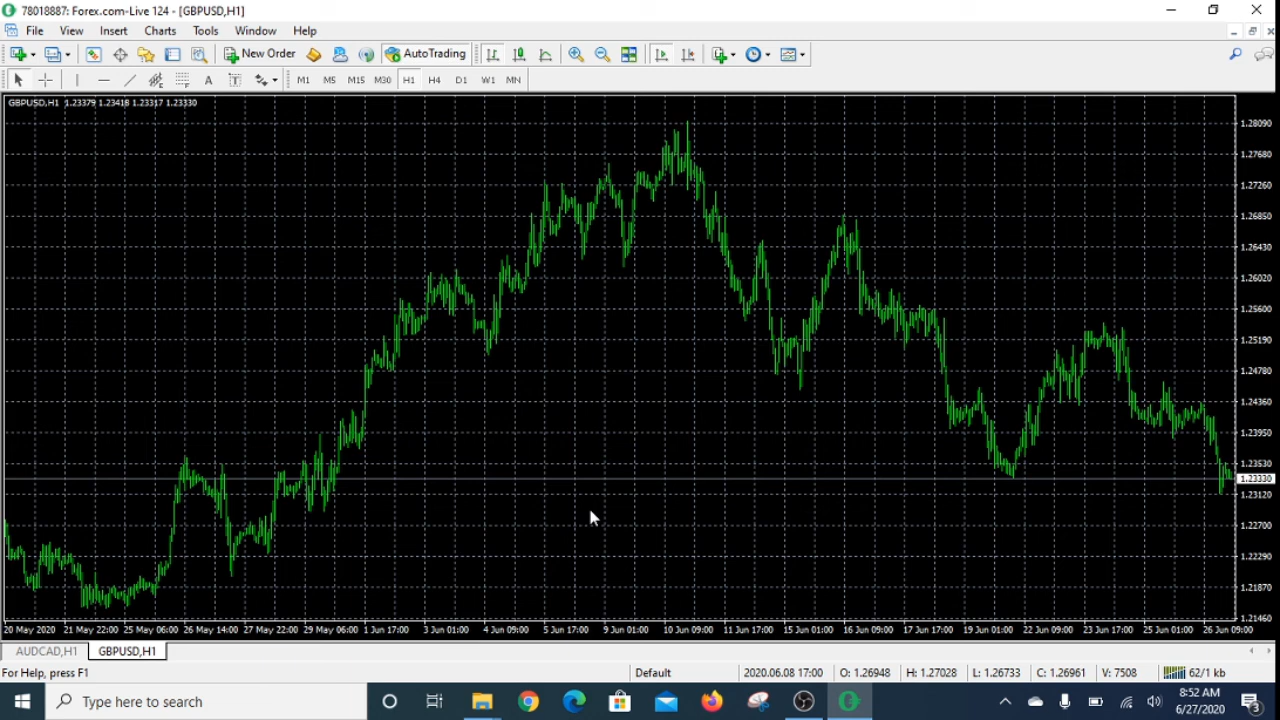 78018887: Forex.com-Live 124 - [GBPUSD,H1]
File View Insert Charts Tools Window Help
New Order AutoTrading
A T M1 M5 M15 M30 H1 H4 D1 W1 MN
GBPUSD,H1 1.23379 1.23418 1.23317 1.23330
1.28090
1.27680
1.27260
1.26850
1.26430
1.26020
1.25600
1.25190
1.24780
1.24360
1.23950
1.23530
1.23330
1.23120
1.22700
1.22290
1.21870
1.21460
20 May 2020 21 May 22:00 25 May 06:00 26 May 14:00 27 May 22:00 29 May 06:00 1 Jun 17:00 3 Jun 01:00 4 Jun 09:00 5 Jun 17:00 9 Jun 01:00 10 Jun 09:00 11 Jun 17:00 15 Jun 01:00 16 Jun 09:00 17 Jun 17:00 19 Jun 01:00 22 Jun 09:00 23 Jun 17:00 25 Jun 01:00 26 Jun 09:00
AUDCAD,H1 GBPUSD,H1
For Help, press F1 Default 2020.06.08 17:00 O: 1.26948 H: 1.27028 L: 1.26733 C: 1.26961 V: 7508 62/1 kb
Type here to search
8:52 AM
6/27/2020
3